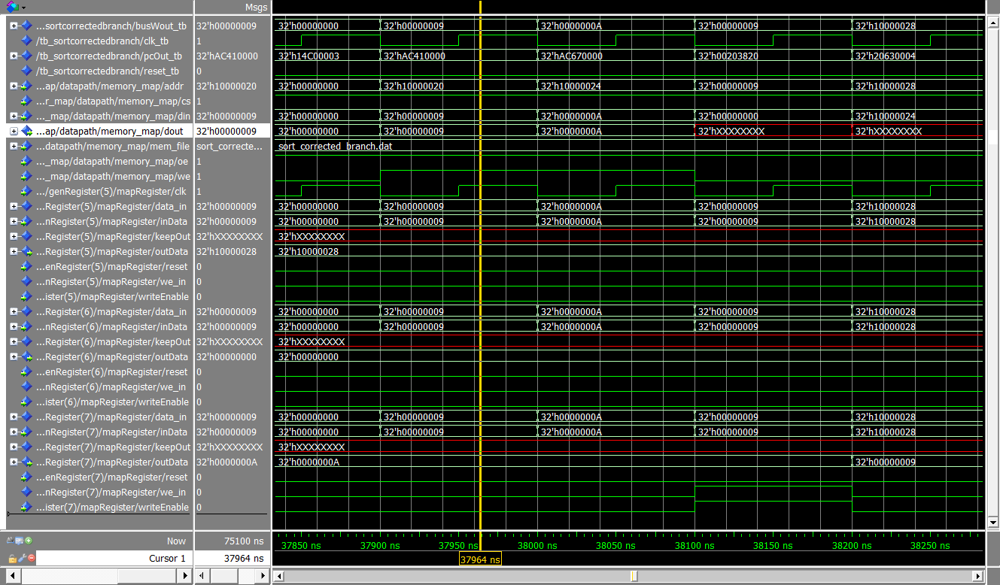 Msgs
...sortcorrectedbranch/busWout_tb 32'h00000009 32'h00000000 32'h00000009 32'h0000000A 32'h00000009 32'h10000028
/tb_sortcorrectedbranch/clk_tb 1
/tb_sortcorrectedbranch/pcOut_tb 32'hAC410000 32'h14C00003 32'hAC410000 32'hAC670000 32'h00203820 32'h20630004
/tb_sortcorrectedbranch/reset_tb 0
...ap/datapath/memory_map/addr 32'h10000020 32'h00000000 32'h10000020 32'h10000024 32'h00000009 32'h10000028
...r_map/datapath/memory_map/cs 1
..._map/datapath/memory_map/din 32'h00000009 32'h00000000 32'h00000009 32'h0000000A 32'h00000000 32'h10000024
...ap/datapath/memory_map/dout 32'h00000009 32'h00000000 32'h00000009 32'h0000000A 32'hXXXXXXXX 32'hXXXXXXXX
...datapath/memory_map/mem_file sort_correcte... sort_corrected_branch.dat
..._map/datapath/memory_map/oe 1
..._map/datapath/memory_map/we 1
.../genRegister(5)/mapRegister/clk 1
...Register(5)/mapRegister/data_in 32'h00000009 32'h00000000 32'h00000009 32'h0000000A 32'h00000009 32'h10000028
...nRegister(5)/mapRegister/inData 32'h00000009 32'h00000000 32'h00000009 32'h0000000A 32'h00000009 32'h10000028
...Register(5)/mapRegister/keepOut 32'hXXXXXXXX 32'hXXXXXXXX
...Register(5)/mapRegister/outData 32'h10000028 32'h10000028
...enRegister(5)/mapRegister/reset 0
...nRegister(5)/mapRegister/we_in 0
...ister(5)/mapRegister/writeEnable 0
...Register(6)/mapRegister/data_in 32'h00000009 32'h00000000 32'h00000009 32'h0000000A 32'h00000009 32'h10000028
...nRegister(6)/mapRegister/inData 32'h00000009 32'h00000000 32'h00000009 32'h0000000A 32'h00000009 32'h10000028
...Register(6)/mapRegister/keepOut 32'hXXXXXXXX 32'hXXXXXXXX
...Register(6)/mapRegister/outData 32'h00000000 32'h00000000
...enRegister(6)/mapRegister/reset 0
...nRegister(6)/mapRegister/we_in 0
...ister(6)/mapRegister/writeEnable 0
...Register(7)/mapRegister/data_in 32'h00000009 32'h00000000 32'h00000009 32'h0000000A 32'h00000009 32'h10000028
...nRegister(7)/mapRegister/inData 32'h00000009 32'h00000000 32'h00000009 32'h0000000A 32'h00000009 32'h10000028
...Register(7)/mapRegister/keepOut 32'hXXXXXXXX 32'hXXXXXXXX
...Register(7)/mapRegister/outData 32'h0000000A 32'h0000000A 32'h00000009
...enRegister(7)/mapRegister/reset 0
...nRegister(7)/mapRegister/we_in 0
...ister(7)/mapRegister/writeEnable 0
Now 75100 ns 37850 ns 37900 ns 37950 ns 38000 ns 38050 ns 38100 ns 38150 ns 38200 ns 38250 ns
Cursor 1 37964 ns 37964 ns